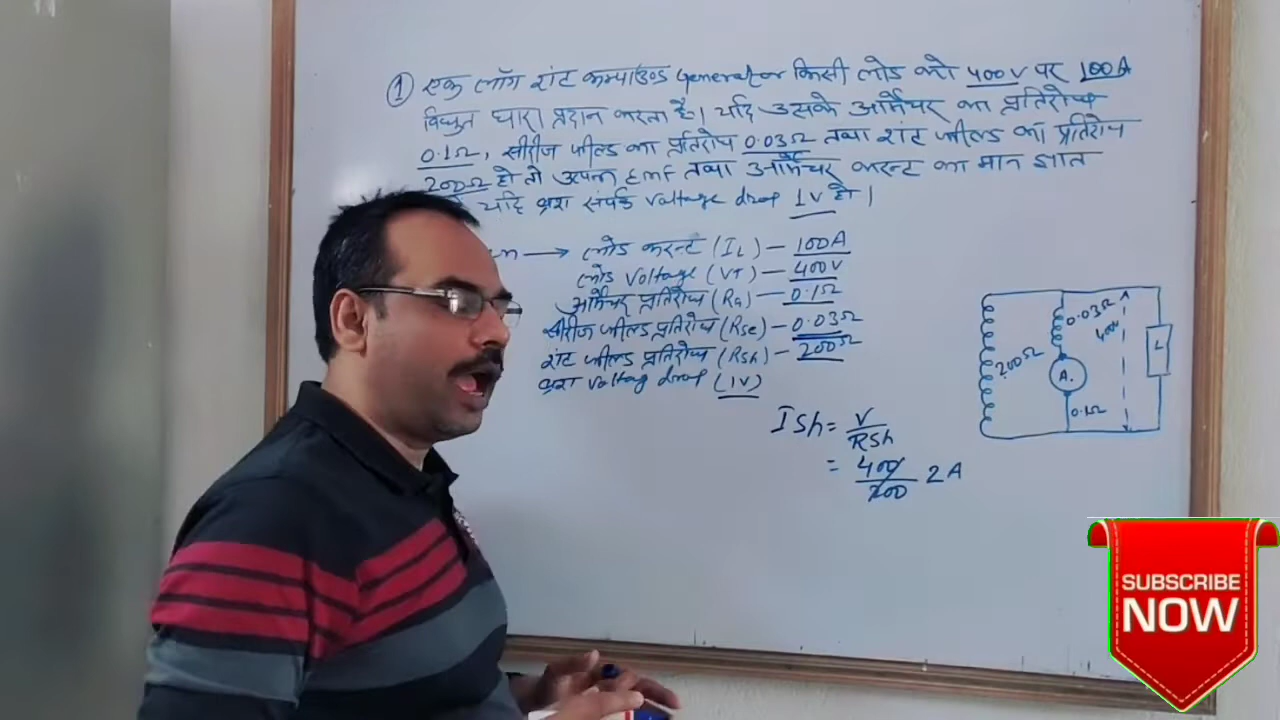 ① एक लॉग शंट कम्पाउण्ड Generator किसी लोड को 400V पर 100A
विधुत धारा प्रदान करता है। यदि उसके आर्मेचर का प्रतिरोध
0.1Ω, सीरीज फील्ड का प्रतिरोध 0.03Ω तथा शंट फील्ड का प्रतिरोध
200Ω हो तो उत्पन्न EMF तथा आर्मेचर करन्ट का मान ज्ञात
यदि ब्रश संपर्क voltage drop 1V हो।
→ लोड करन्ट (IL) - 100A
लोड voltage (VT) - 400V
आर्मेचर प्रतिरोध (Ra) - 0.1Ω
सीरीज फील्ड प्रतिरोध (Rse) - 0.03Ω
शंट फील्ड प्रतिरोध (Rsh) - 200Ω
ब्रश voltag drop (1V)
Ish = V/Rsh
= 400/200 2A
200Ω
0.03Ω
400
A.
L
0.1Ω
SUBSCRIBE
NOW